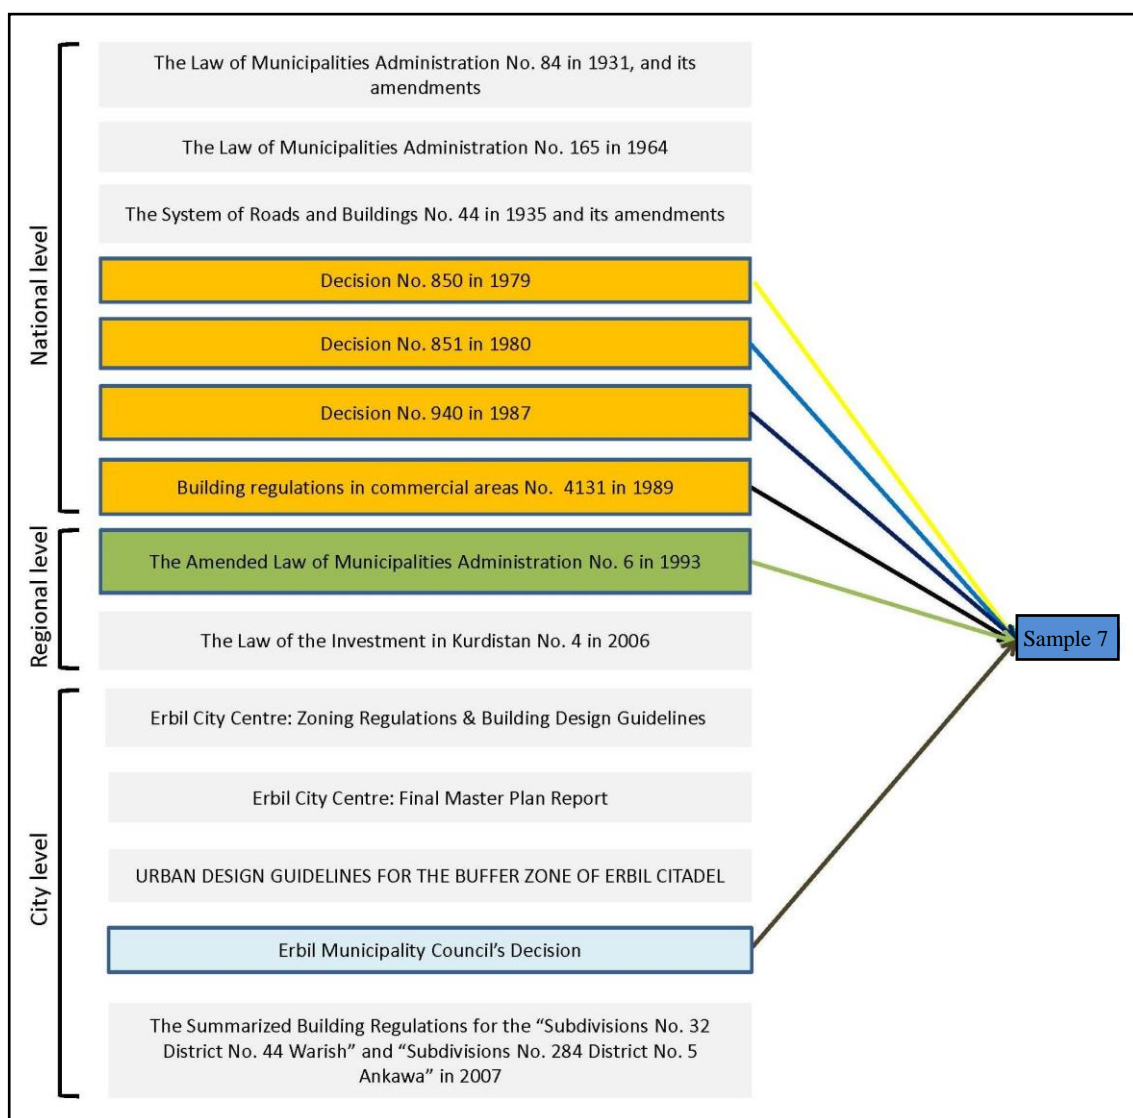 National level
The Law of Municipalities Administration No. 84 in 1931, and its
amendments
The Law of Municipalities Administration No. 165 in 1964
The System of Roads and Buildings No. 44 in 1935 and its amendments
Decision No. 850 in 1979
Decision No. 851 in 1980
Decision No. 940 in 1987
Building regulations in commercial areas No.  4131 in 1989
Regional level
The Amended Law of Municipalities Administration No. 6 in 1993
The Law of the Investment in Kurdistan No. 4 in 2006
Sample 7
City level
Erbil City Centre: Zoning Regulations & Building Design Guidelines
Erbil City Centre: Final Master Plan Report
URBAN DESIGN GUIDELINES FOR THE BUFFER ZONE OF ERBIL CITADEL
Erbil Municipality Council’s Decision
The Summarized Building Regulations for the “Subdivisions No. 32
District No. 44 Warish” and “Subdivisions No. 284 District No. 5
Ankawa” in 2007